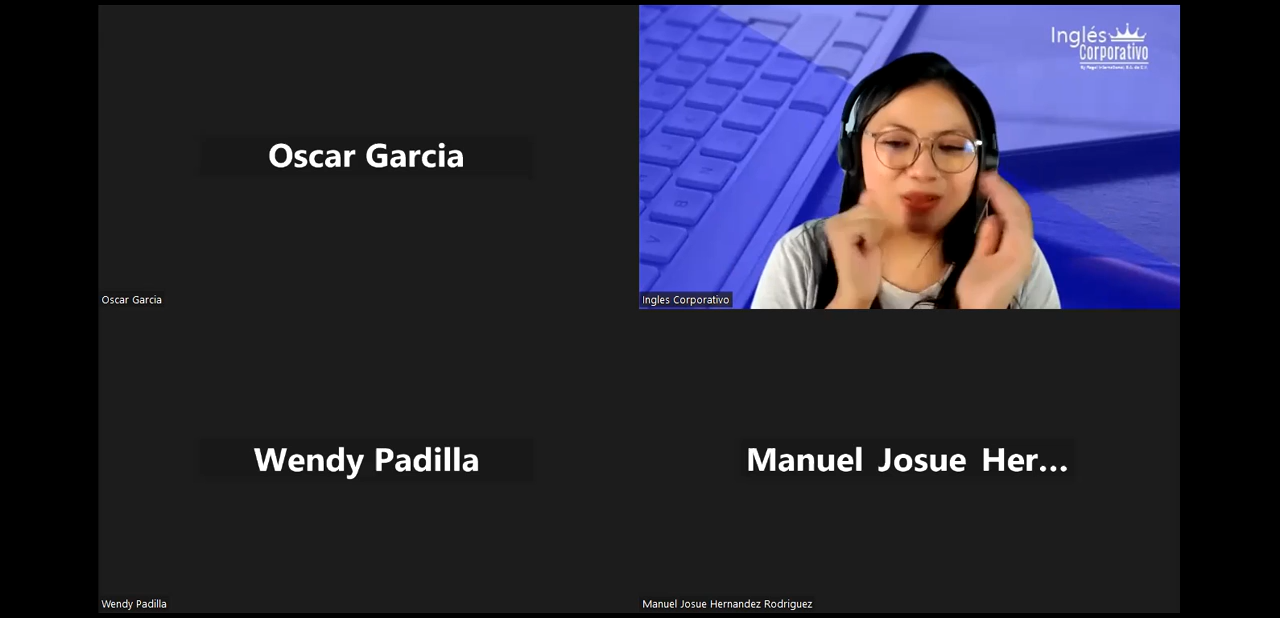 Oscar Garcia
Oscar Garcia
Inglés
Corporativo
Ingles Corporativo
Wendy Padilla
Wendy Padilla
Manuel Josue Her...
Manuel Josue Hernandez Rodriguez